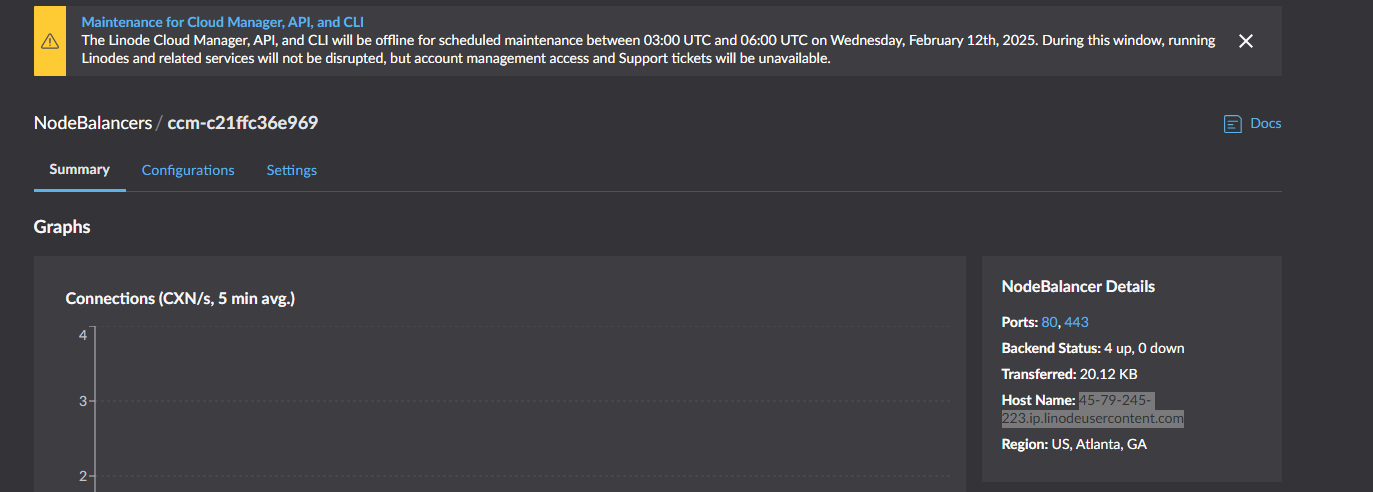 Maintenance for Cloud Manager, API, and CLI
The Linode Cloud Manager, API, and CLI will be offline for scheduled maintenance between 03:00 UTC and 06:00 UTC on Wednesday, February 12th, 2025. During this window, running
Linodes and related services will not be disrupted, but account management access and Support tickets will be unavailable.
NodeBalancers / ccm-c21ffc36e969
Docs
Summary
Configurations
Settings
Graphs
Connections (CXN/s, 5 min avg.)
4
3
2
NodeBalancer Details
Ports: 80, 443
Backend Status: 4 up, 0 down
Transferred: 20.12 KB
Host Name: 45-79-245-
223.ip.linodeusercontent.com
Region: US, Atlanta, GA